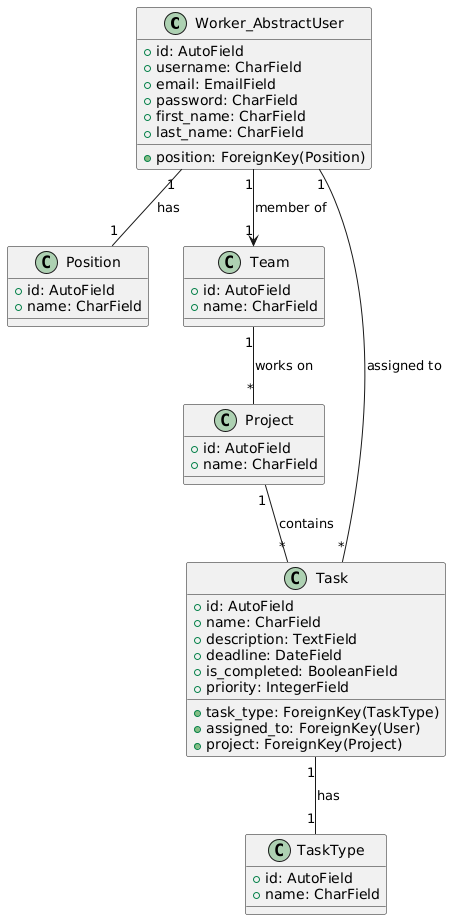 C Worker_AbstractUser
id: AutoField
username: CharField
email: EmailField
password: CharField
first_name: CharField
last_name: CharField
position: ForeignKey(Position)
1 1 1
has
member of
1 1
C Position
id: AutoField
name: CharField
C Team
id: AutoField
name: CharField
1
works on
*
assigned to
C Project
id: AutoField
name: CharField
1
contains
* *
C Task
id: AutoField
name: CharField
description: TextField
deadline: DateField
is_completed: BooleanField
priority: IntegerField
task_type: ForeignKey(TaskType)
assigned_to: ForeignKey(User)
project: ForeignKey(Project)
1
has
1
C TaskType
id: AutoField
name: CharField